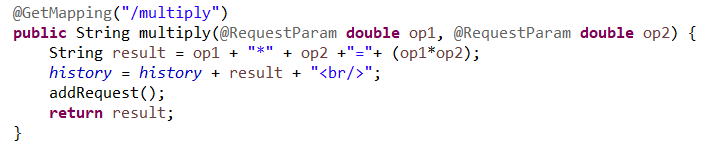 @GetMapping("/multiply")
public String multiply(@RequestParam double op1, @RequestParam double op2) {
    String result = op1 + "*" + op2 +"="+ (op1*op2);
    history = history + result + "<br/>";
    addRequest();
    return result;
}